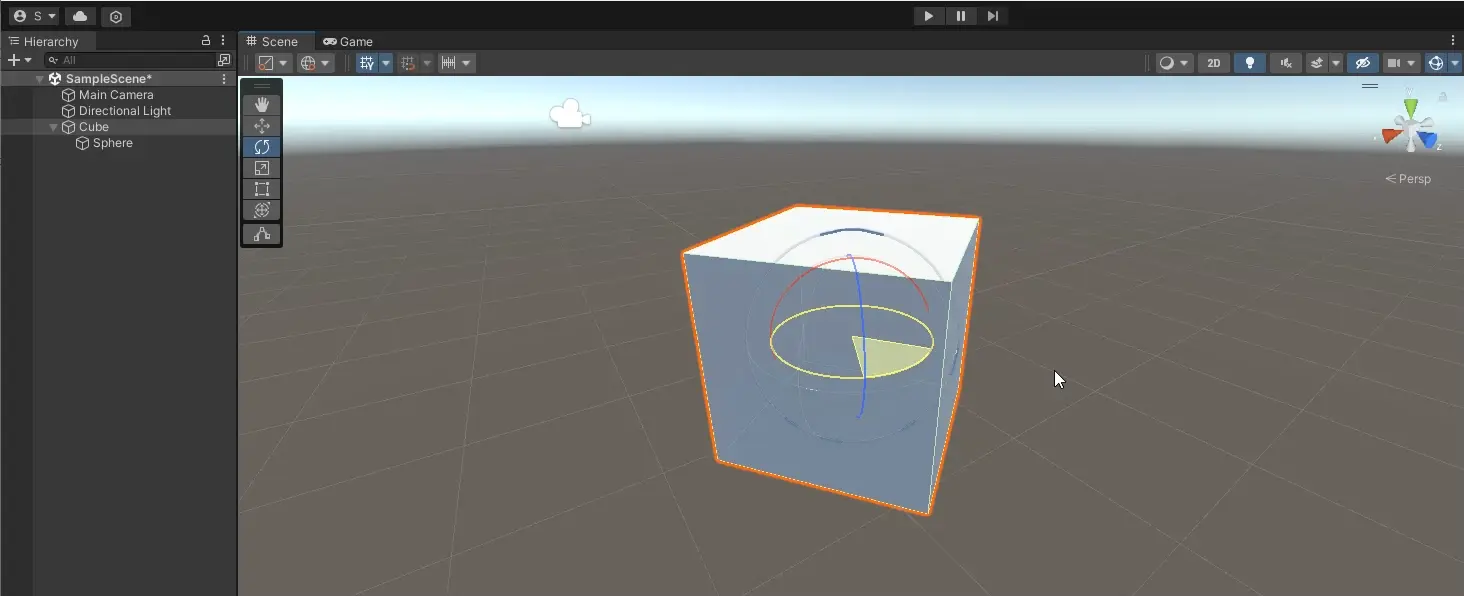 S
Hierarchy
Scene
Game
All
2D
SampleScene*
Main Camera
Directional Light
Cube
Sphere
y
z
Persp